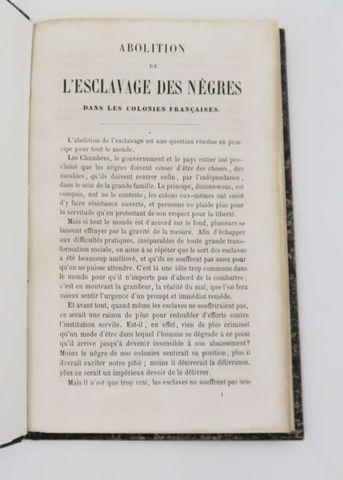 ABOLITION
DE
L'ESCLAVAGE DES NÈGRES
DANS LES COLONIES FRANÇAISES.
L'abolition de l'esclavage est une question résolue en prin-
cipe pour tout le monde.
Les Chambres, le gouvernement et le pays entier ont pro-
clamé que les nègres doivent cesser d'être des choses, des
meubles, qu'ils doivent rentrer enfin, par l'indépendance,
dans le sein de la grande famille. Le principe, disions-nous, est
conquis, nul ne le conteste; les colons eux-mêmes ont cessé
d'y faire résistance ouverte, et personne ne plaide plus pour
la servitude qu'en protestant de son respect pour la liberté.
Mais si tout le monde est d'accord sur le fond, plusieurs se
laissent effrayer par la gravité de la mesure. Afin d'échapper
aux difficultés pratiques, inséparables de toute grande trans-
formation sociale, on aime à se répéter que le sort des esclaves
a été beaucoup amélioré, et qu'ils ne souffrent pas assez pour
qu'on ne puisse attendre. C'est là une idée trop commune dans
le monde pour qu'il n'importe pas d'abord de la combattre;
c'est en montrant la grandeur, la réalité du mal, que l'on fera
mieux sentir l'urgence d'un prompt et immédiat remède.
Et avant tout, quand même les esclaves ne souffriraient pas,
ce serait une raison de plus pour redoubler d'efforts contre
l'institution servile. Est-il, en effet, rien de plus criminel
qu'un mode d'être dans lequel l'homme se dégrade à ce point
qu'il arrive jusqu'à devenir insensible à son abaissement?
Moins le nègre de nos colonies sentirait sa position, plus il
devrait exciter notre pitié; moins il désirerait la délivrance,
plus ce serait un impérieux devoir de le délivrer.
Mais il n'est que trop vrai, les esclaves ne souffrent pas seu-
1